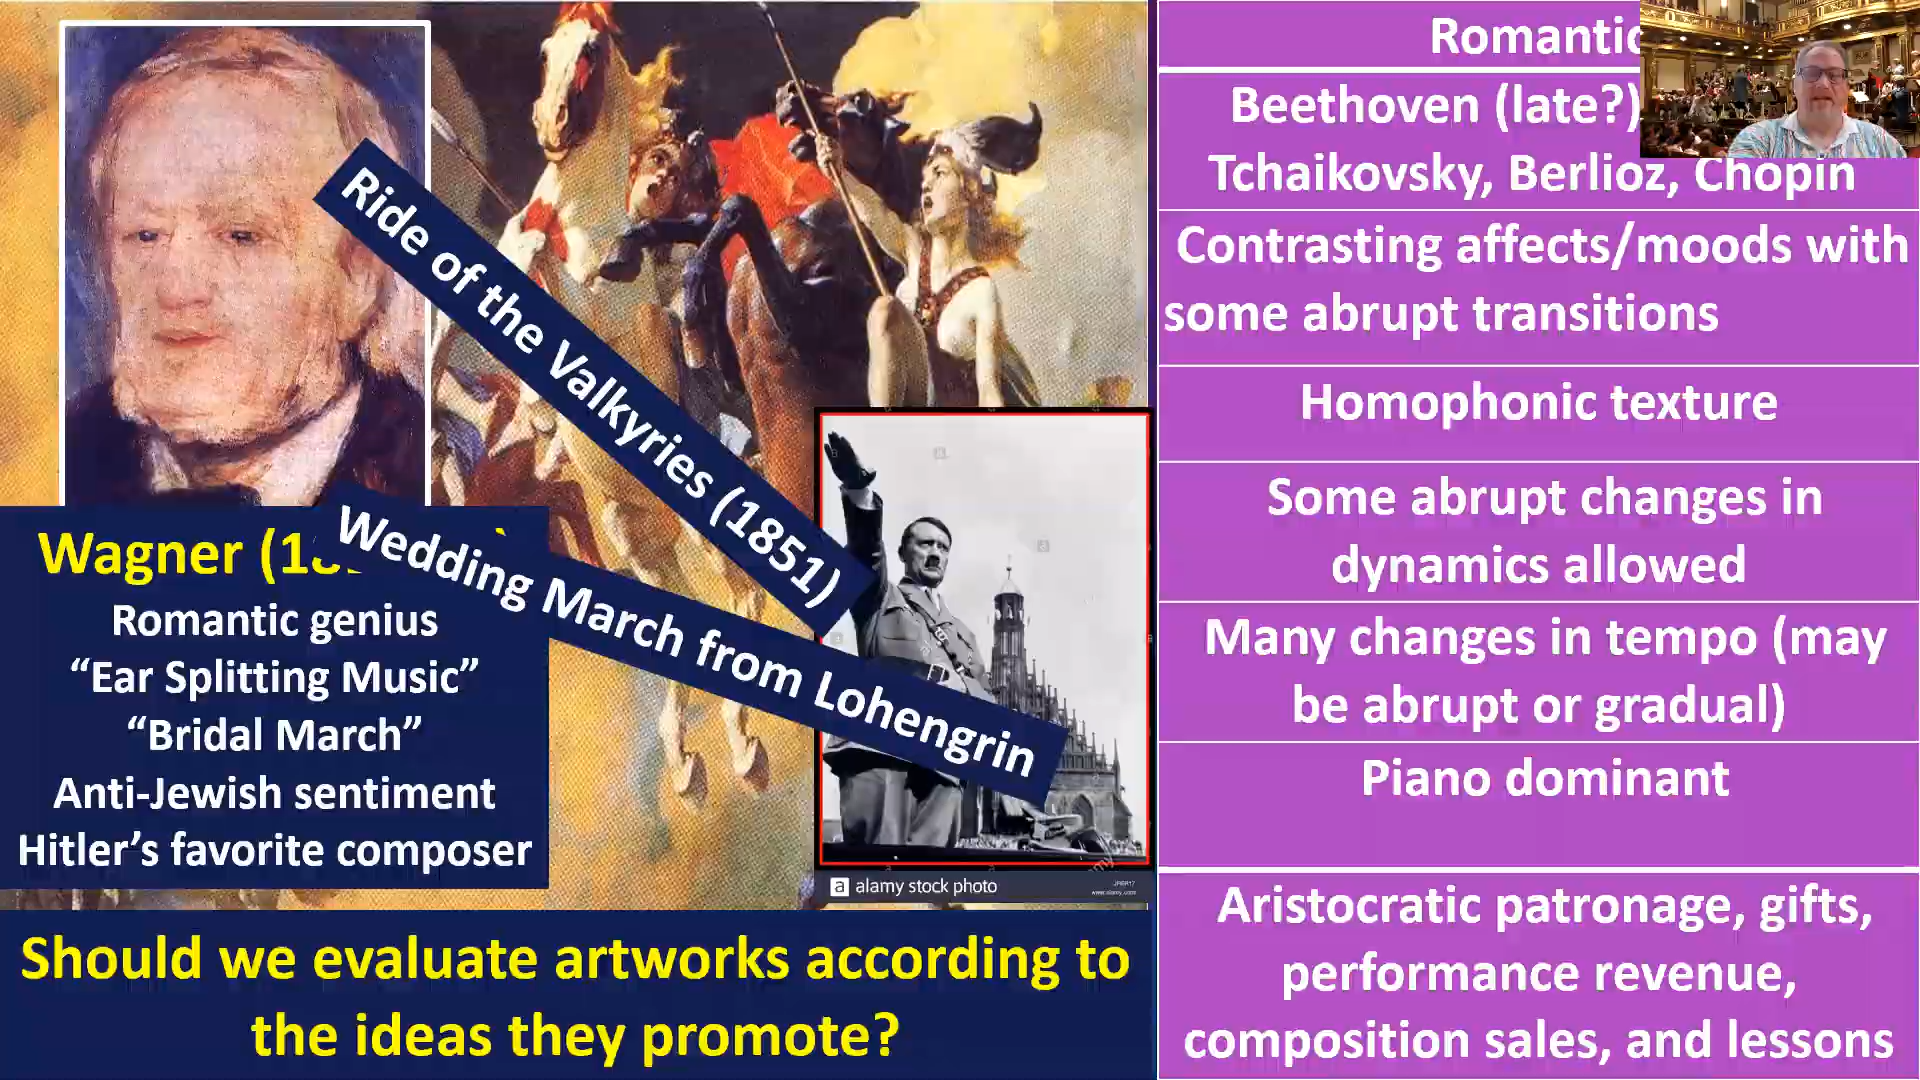 Ride of the Valkyries (1851)
Wedding March from Lohengrin
Wagner (18
Romantic genius
“Ear Splitting Music”
“Bridal March”
Anti-Jewish sentiment
Hitler’s favorite composer
a alamy stock photo
Should we evaluate artworks according to
the ideas they promote?
Romantic
Beethoven (late?)
Tchaikovsky, Berlioz, Chopin
Contrasting affects/moods with
some abrupt transitions
Homophonic texture
Some abrupt changes in
dynamics allowed
Many changes in tempo (may
be abrupt or gradual)
Piano dominant
Aristocratic patronage, gifts,
performance revenue,
composition sales, and lessons